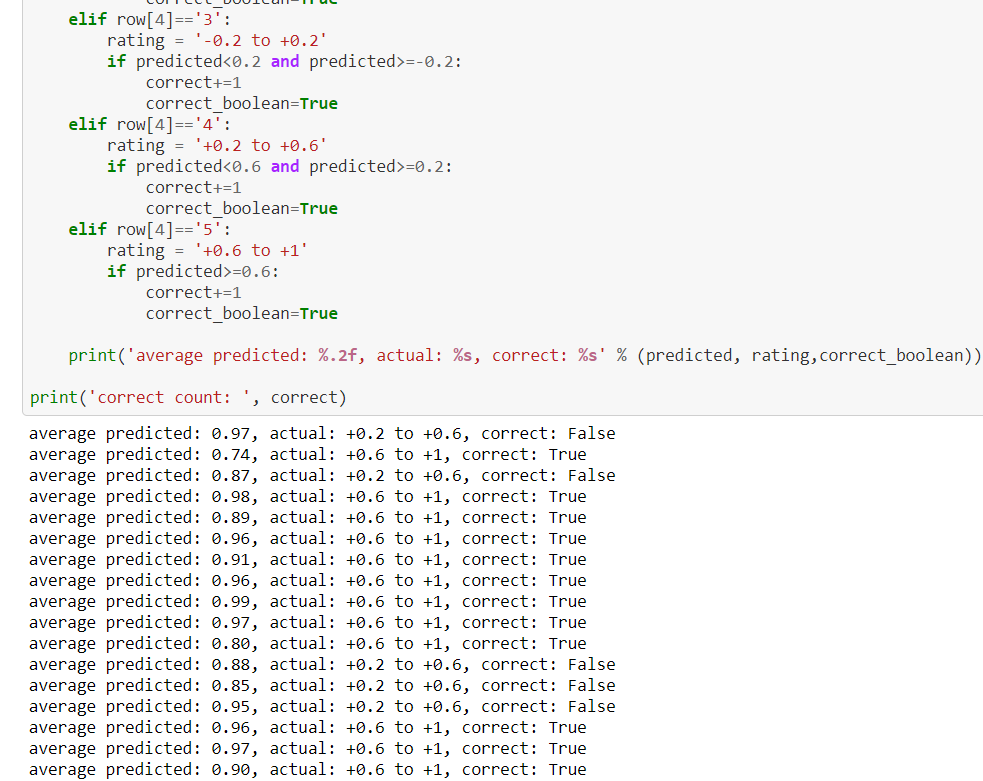 correct_boolean=True
    elif row[4]=='3':
        rating = '-0.2 to +0.2'
        if predicted<0.2 and predicted>=-0.2:
            correct+=1
            correct_boolean=True
    elif row[4]=='4':
        rating = '+0.2 to +0.6'
        if predicted<0.6 and predicted>=0.2:
            correct+=1
            correct_boolean=True
    elif row[4]=='5':
        rating = '+0.6 to +1'
        if predicted>=0.6:
            correct+=1
            correct_boolean=True
    print('average predicted: %.2f, actual: %s, correct: %s' % (predicted, rating,correct_boolean))
print('correct count: ', correct)
average predicted: 0.97, actual: +0.2 to +0.6, correct: False
average predicted: 0.74, actual: +0.6 to +1, correct: True
average predicted: 0.87, actual: +0.2 to +0.6, correct: False
average predicted: 0.98, actual: +0.6 to +1, correct: True
average predicted: 0.89, actual: +0.6 to +1, correct: True
average predicted: 0.96, actual: +0.6 to +1, correct: True
average predicted: 0.91, actual: +0.6 to +1, correct: True
average predicted: 0.96, actual: +0.6 to +1, correct: True
average predicted: 0.99, actual: +0.6 to +1, correct: True
average predicted: 0.97, actual: +0.6 to +1, correct: True
average predicted: 0.80, actual: +0.6 to +1, correct: True
average predicted: 0.88, actual: +0.2 to +0.6, correct: False
average predicted: 0.85, actual: +0.2 to +0.6, correct: False
average predicted: 0.95, actual: +0.2 to +0.6, correct: False
average predicted: 0.96, actual: +0.6 to +1, correct: True
average predicted: 0.97, actual: +0.6 to +1, correct: True
average predicted: 0.90, actual: +0.6 to +1, correct: True